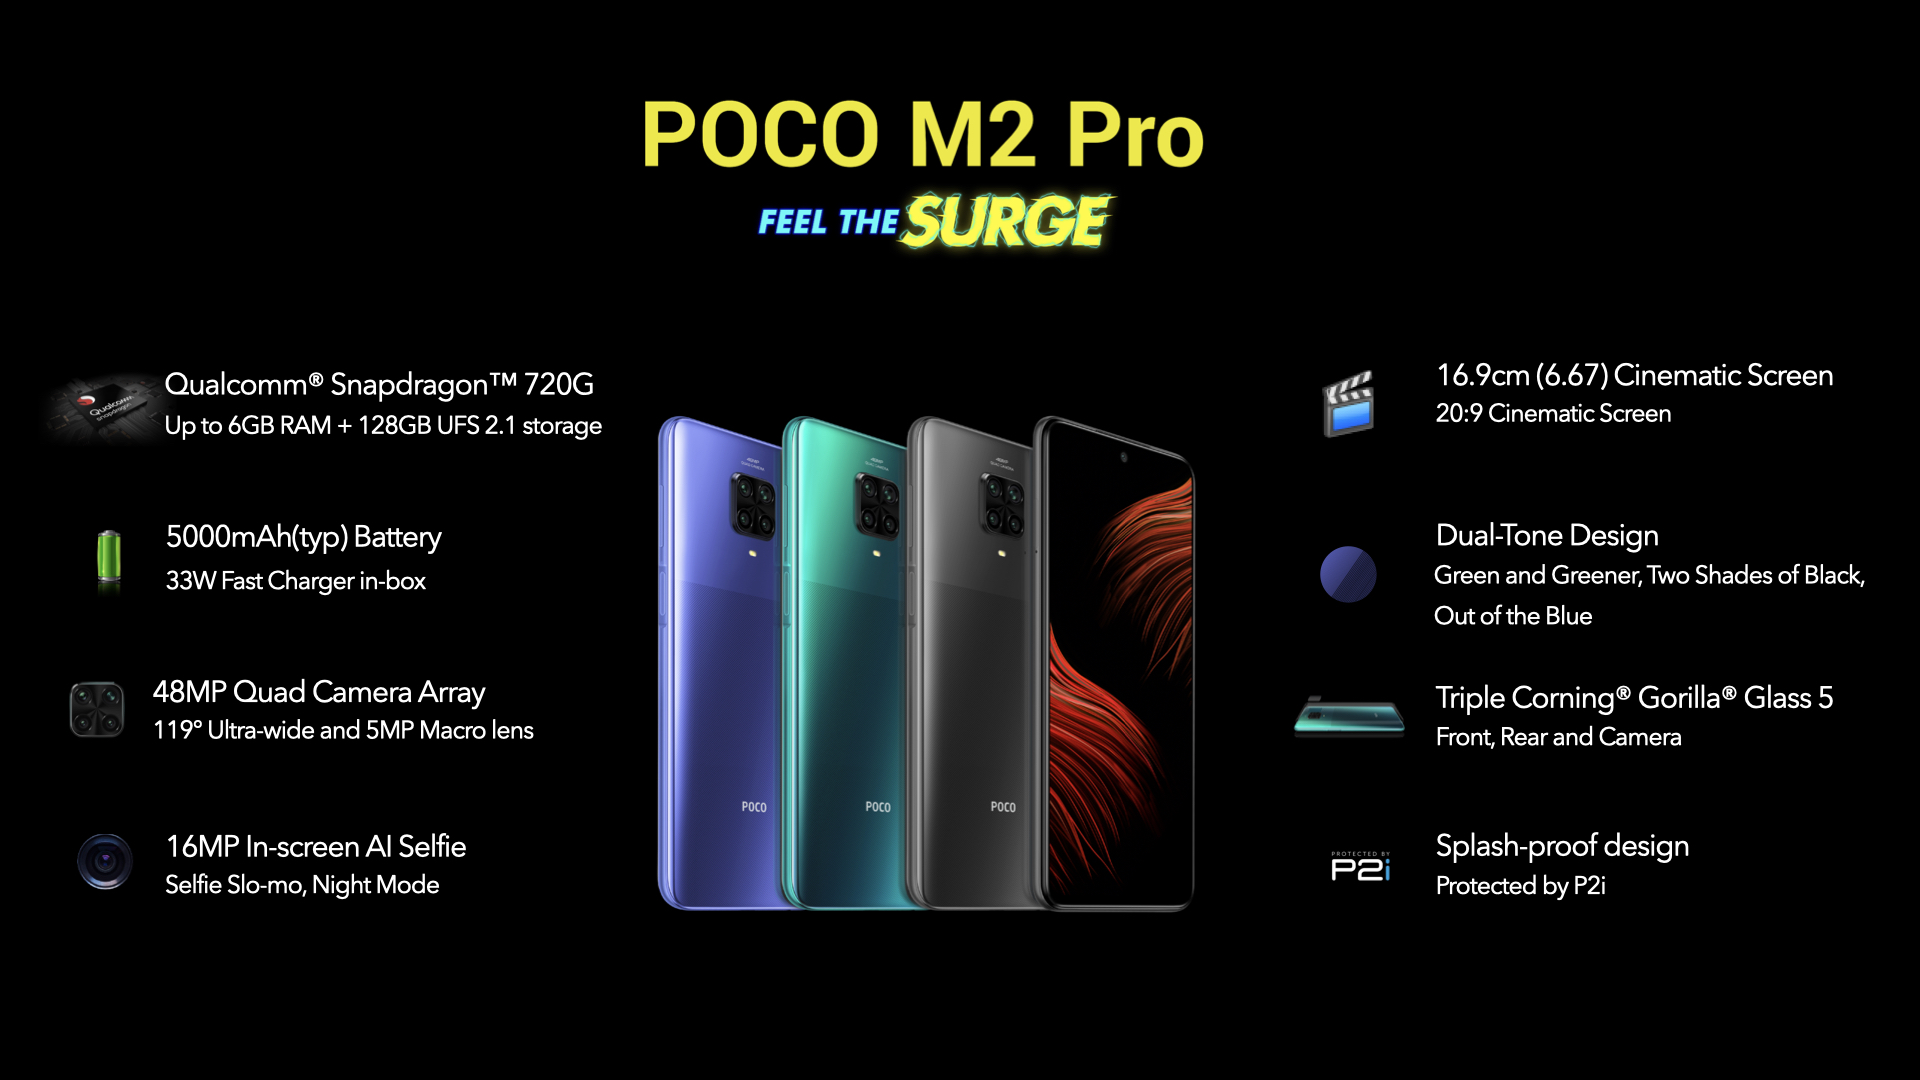 POCO M2 Pro
FEEL THE SURGE
Qualcomm® Snapdragon™ 720G
Up to 6GB RAM + 128GB UFS 2.1 storage
5000mAh(typ) Battery
33W Fast Charger in-box
48MP Quad Camera Array
119° Ultra-wide and 5MP Macro lens
16MP In-screen AI Selfie
Selfie Slo-mo, Night Mode
Qualcomm
snapdragon
POCO
POCO
POCO
16.9cm (6.67) Cinematic Screen
20:9 Cinematic Screen
Dual-Tone Design
Green and Greener, Two Shades of Black,
Out of the Blue
Triple Corning® Gorilla® Glass 5
Front, Rear and Camera
PROTECTED BY
P2i
Splash-proof design
Protected by P2i